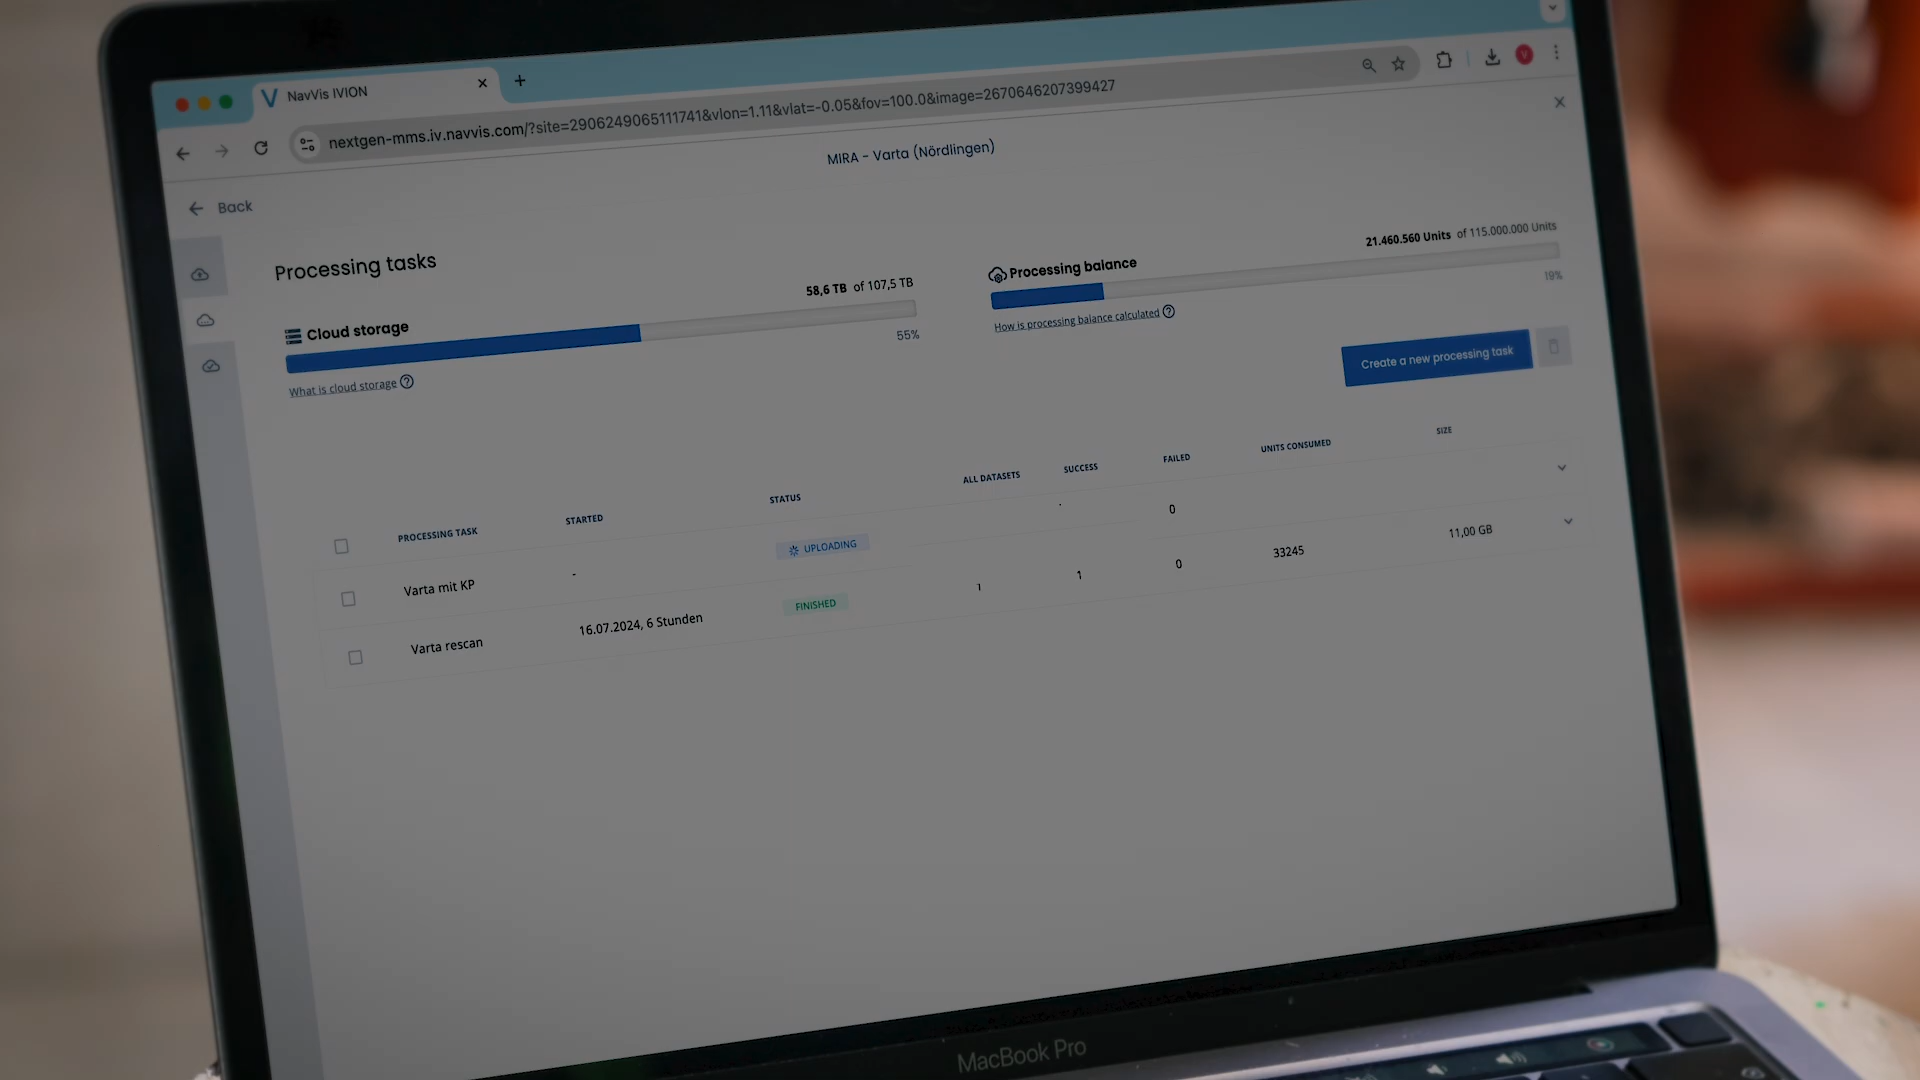 NavVis IVION
nextgen-mms.iv.navvis.com/?site=2906249065111741&vlon=1.11&vlat=-0.05&fov=100.0&image=2670646207399427
MIRA - Varta (Nördlingen)
Back
Processing tasks
Cloud storage
58,6 TB of 107,5 TB
55%
What is cloud storage ?
Processing balance
21.460.560 Units of 115.000.000 Units
19%
How is processing balance calculated ?
Create a new processing task
PROCESSING TASK STARTED STATUS ALL DATASETS SUCCESS FAILED UNITS CONSUMED SIZE
Varta mit KP - UPLOADING - 0
Varta rescan 16.07.2024, 6 Stunden FINISHED 1 1 0 33245 11,00 GB
MacBook Pro